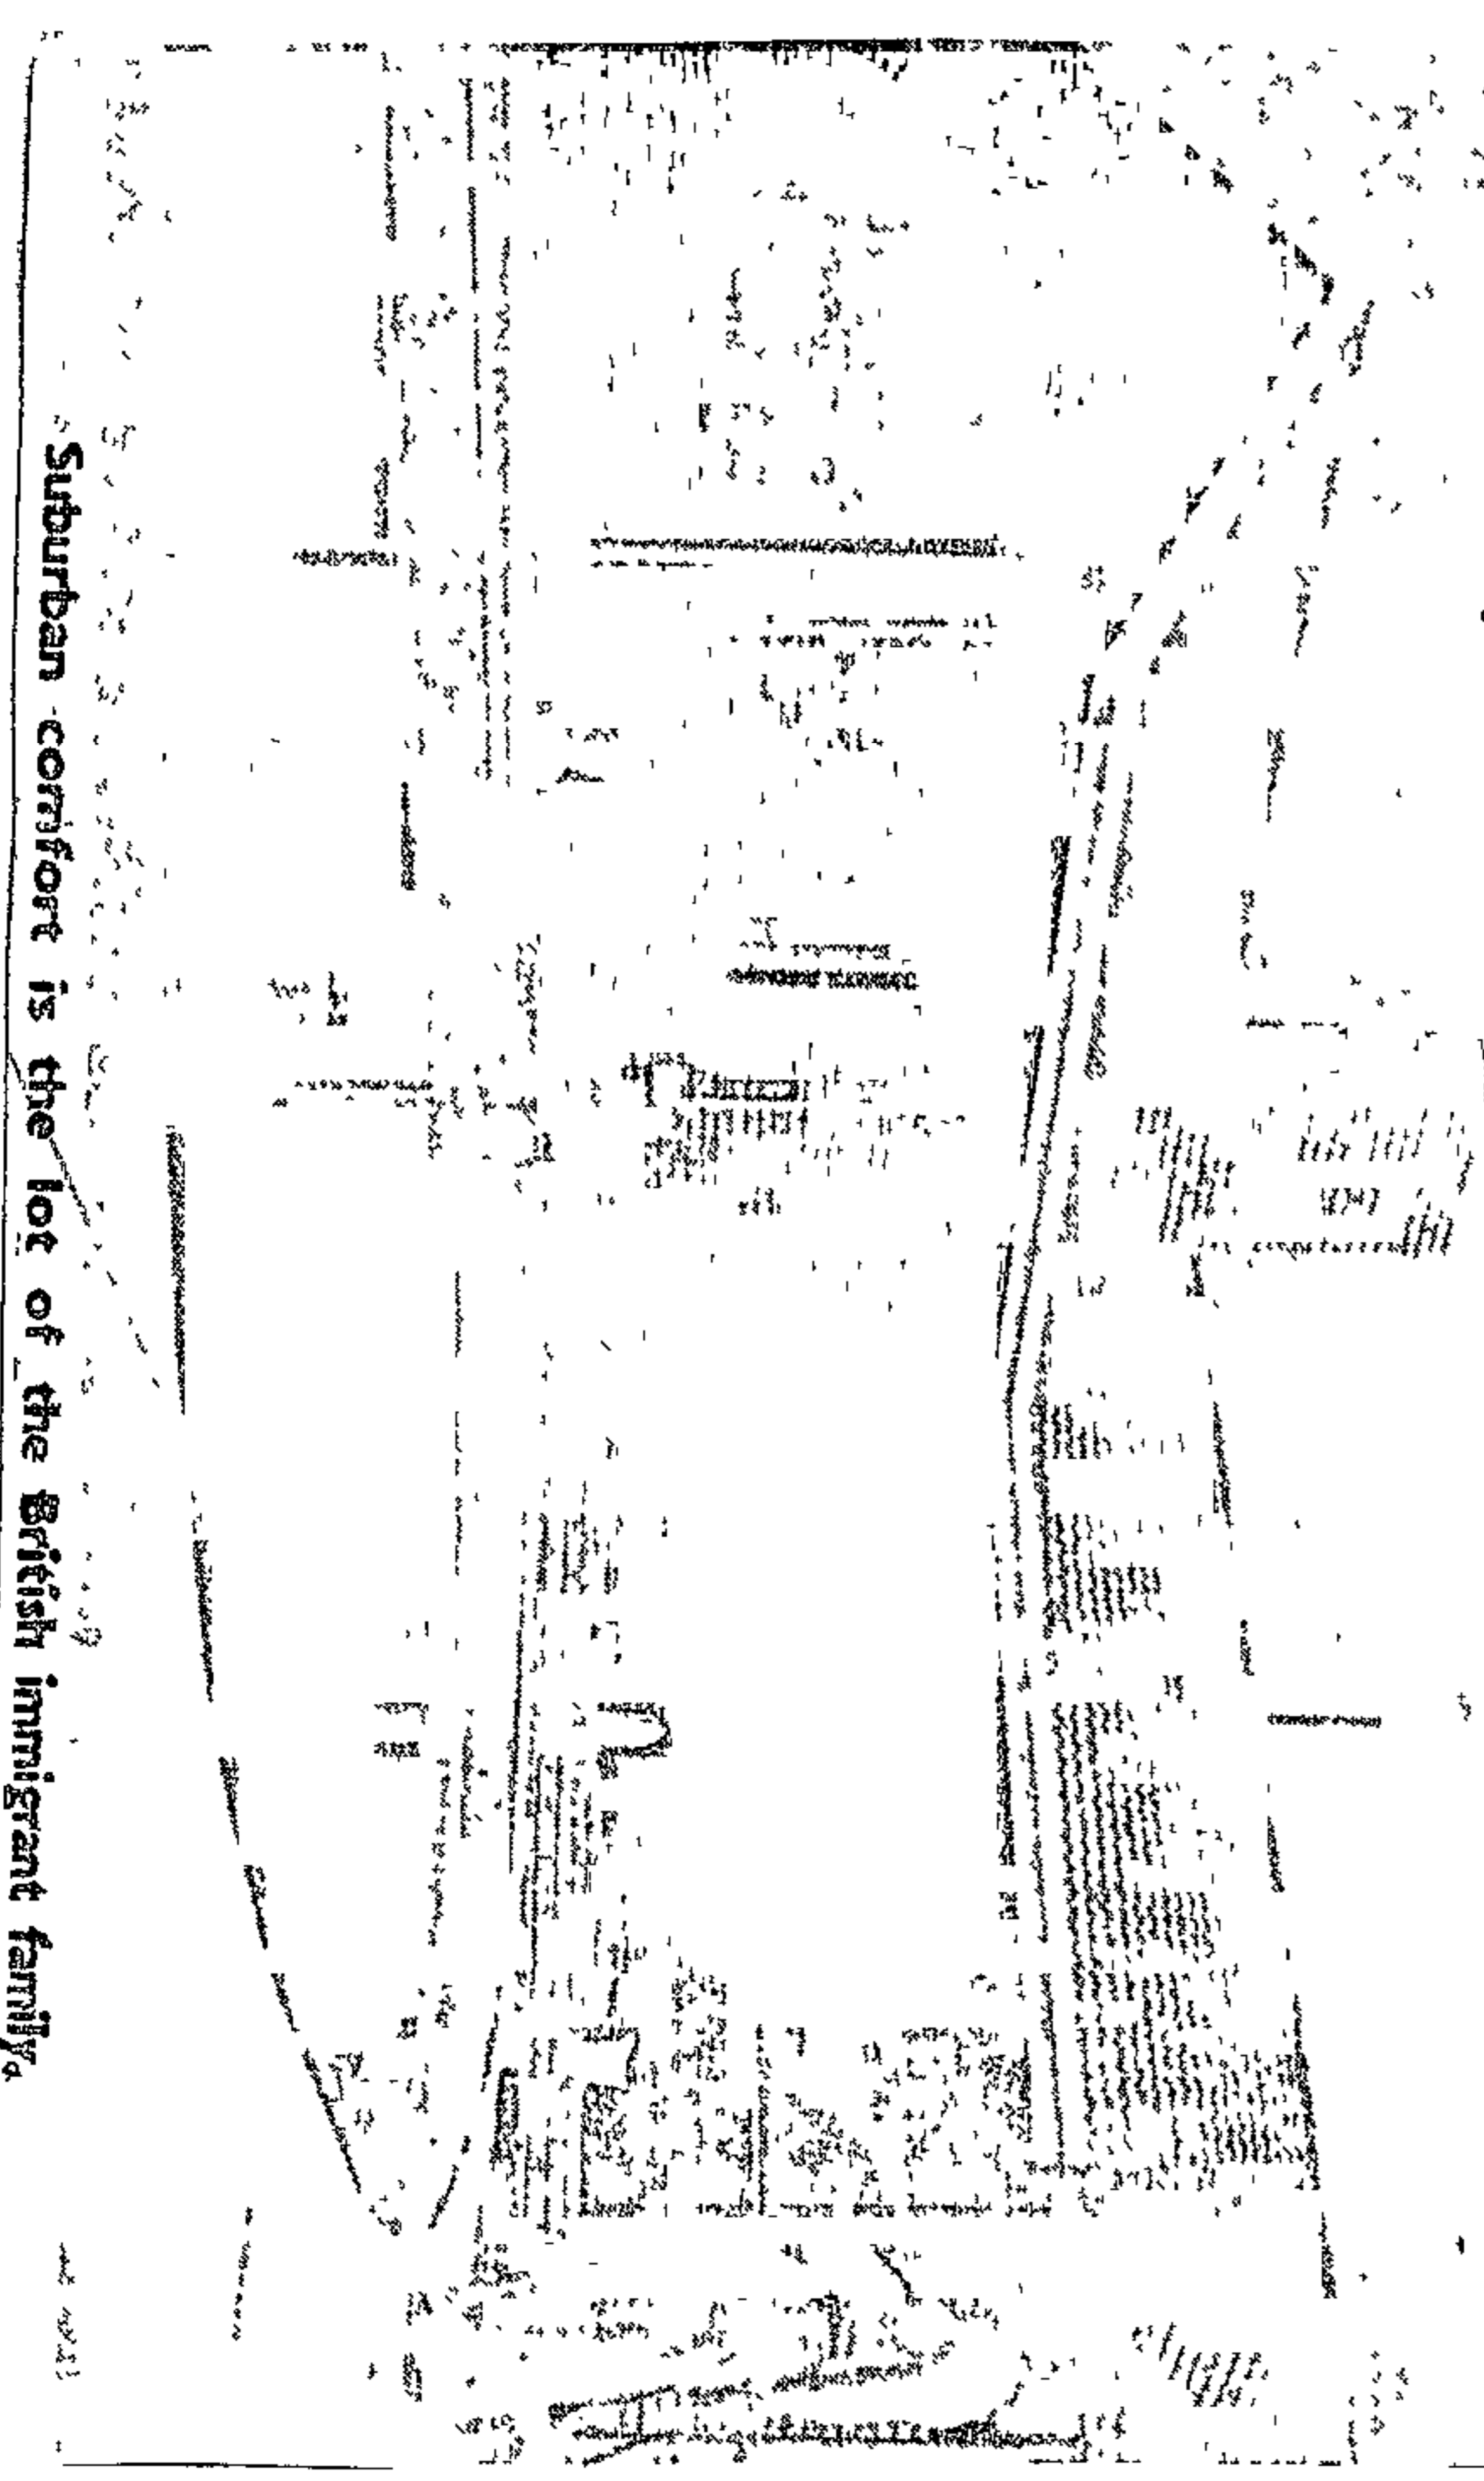 Suburban comfort is the lot of the British immigrant family.